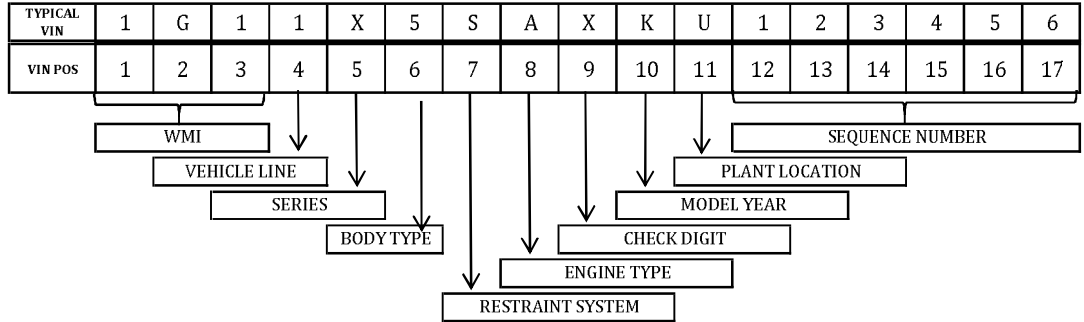 TYPICAL VIN 1 G 1 1 X 5 S A X K U 1 2 3 4 5 6
VIN POS 1 2 3 4 5 6 7 8 9 10 11 12 13 14 15 16 17
WMI SEQUENCE NUMBER
VEHICLE LINE PLANT LOCATION
SERIES MODEL YEAR
BODY TYPE CHECK DIGIT
ENGINE TYPE
RESTRAINT SYSTEM